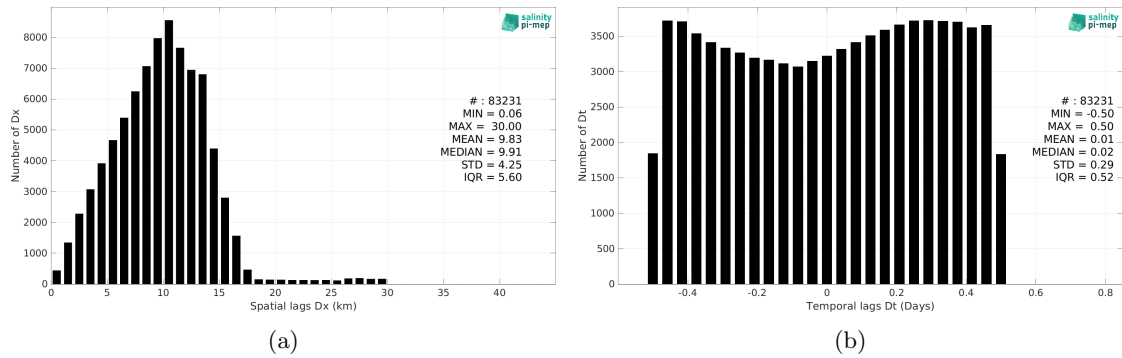 salinity
pi-mep
Number of Dx
8000
7000
6000
5000
4000
3000
2000
1000
0
# : 83231
MIN = 0.06
MAX = 30.00
MEAN = 9.83
MEDIAN = 9.91
STD = 4.25
IQR = 5.60
0 5 10 15 20 25 30 35 40
Spatial lags Dx (km)
(a)
salinity
pi-mep
Number of Dt
3500
3000
2500
2000
1500
1000
500
0
# : 83231
MIN = -0.50
MAX = 0.50
MEAN = 0.01
MEDIAN = 0.02
STD = 0.29
IQR = 0.52
-0.4 -0.2 0 0.2 0.4 0.6 0.8
Temporal lags Dt (Days)
(b)